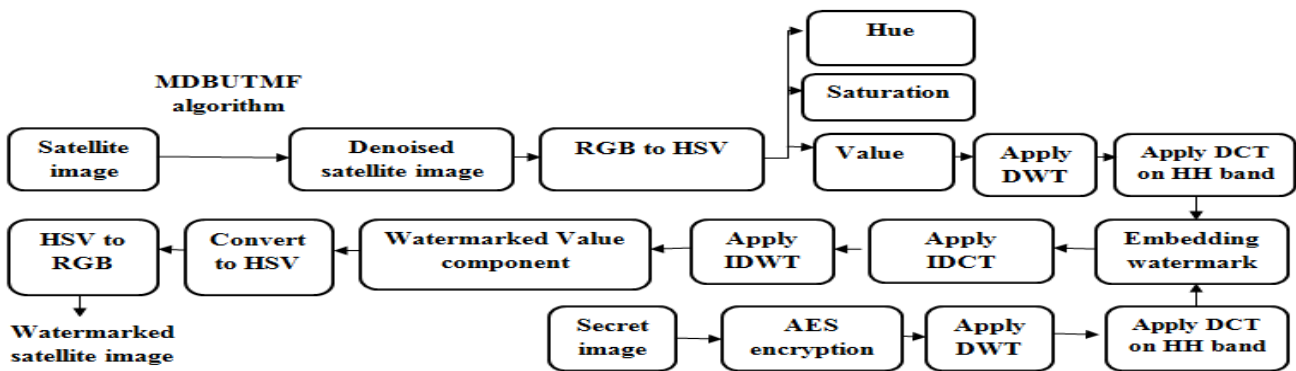 Hue
MDBUTMF
algorithm
Saturation
Satellite
image
Denoised
satellite image
RGB to HSV
Value
Apply
DWT
Apply DCT
on HH band
HSV to
RGB
Convert
to HSV
Watermarked Value
component
Apply
IDWT
Apply
IDCT
Embedding
watermark
Watermarked
satellite image
Secret
image
AES
encryption
Apply
DWT
Apply DCT
on HH band